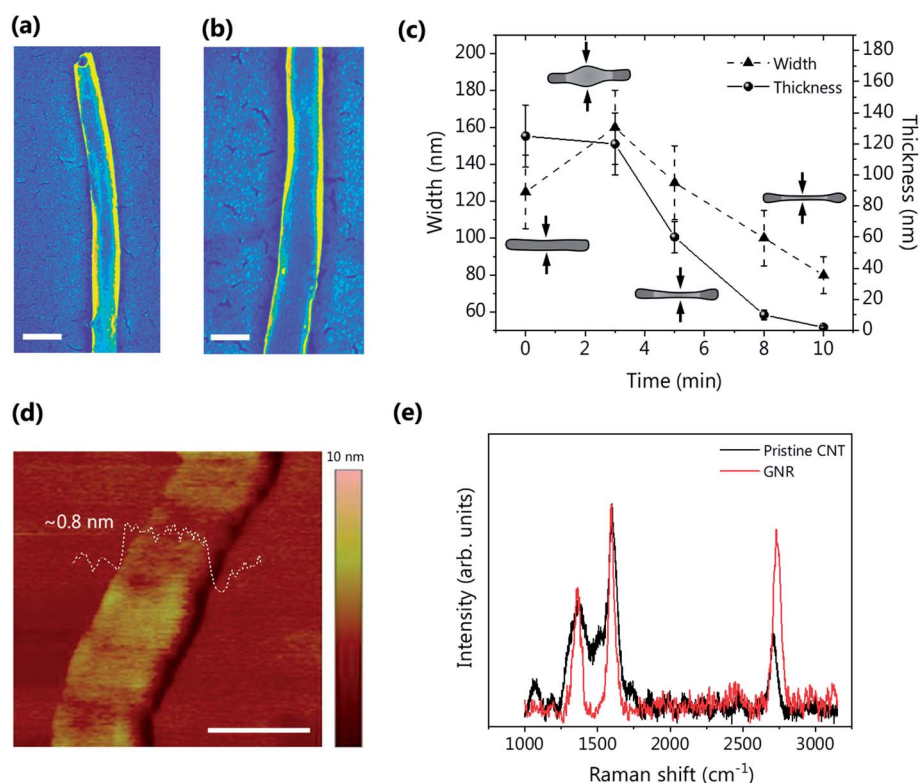 (a)
(b)
(c)
200
180
160
140
120
100
80
60
Width (nm)
Width
Thickness
180
160
140
120
100
80
60
40
20
0
Thickness (nm)
0 2 4 6 8 10
Time (min)
(d)
~0.8 nm
10 nm
0
(e)
Pristine CNT
GNR
Intensity (arb. units)
1000 1500 2000 2500 3000
Raman shift (cm⁻¹)